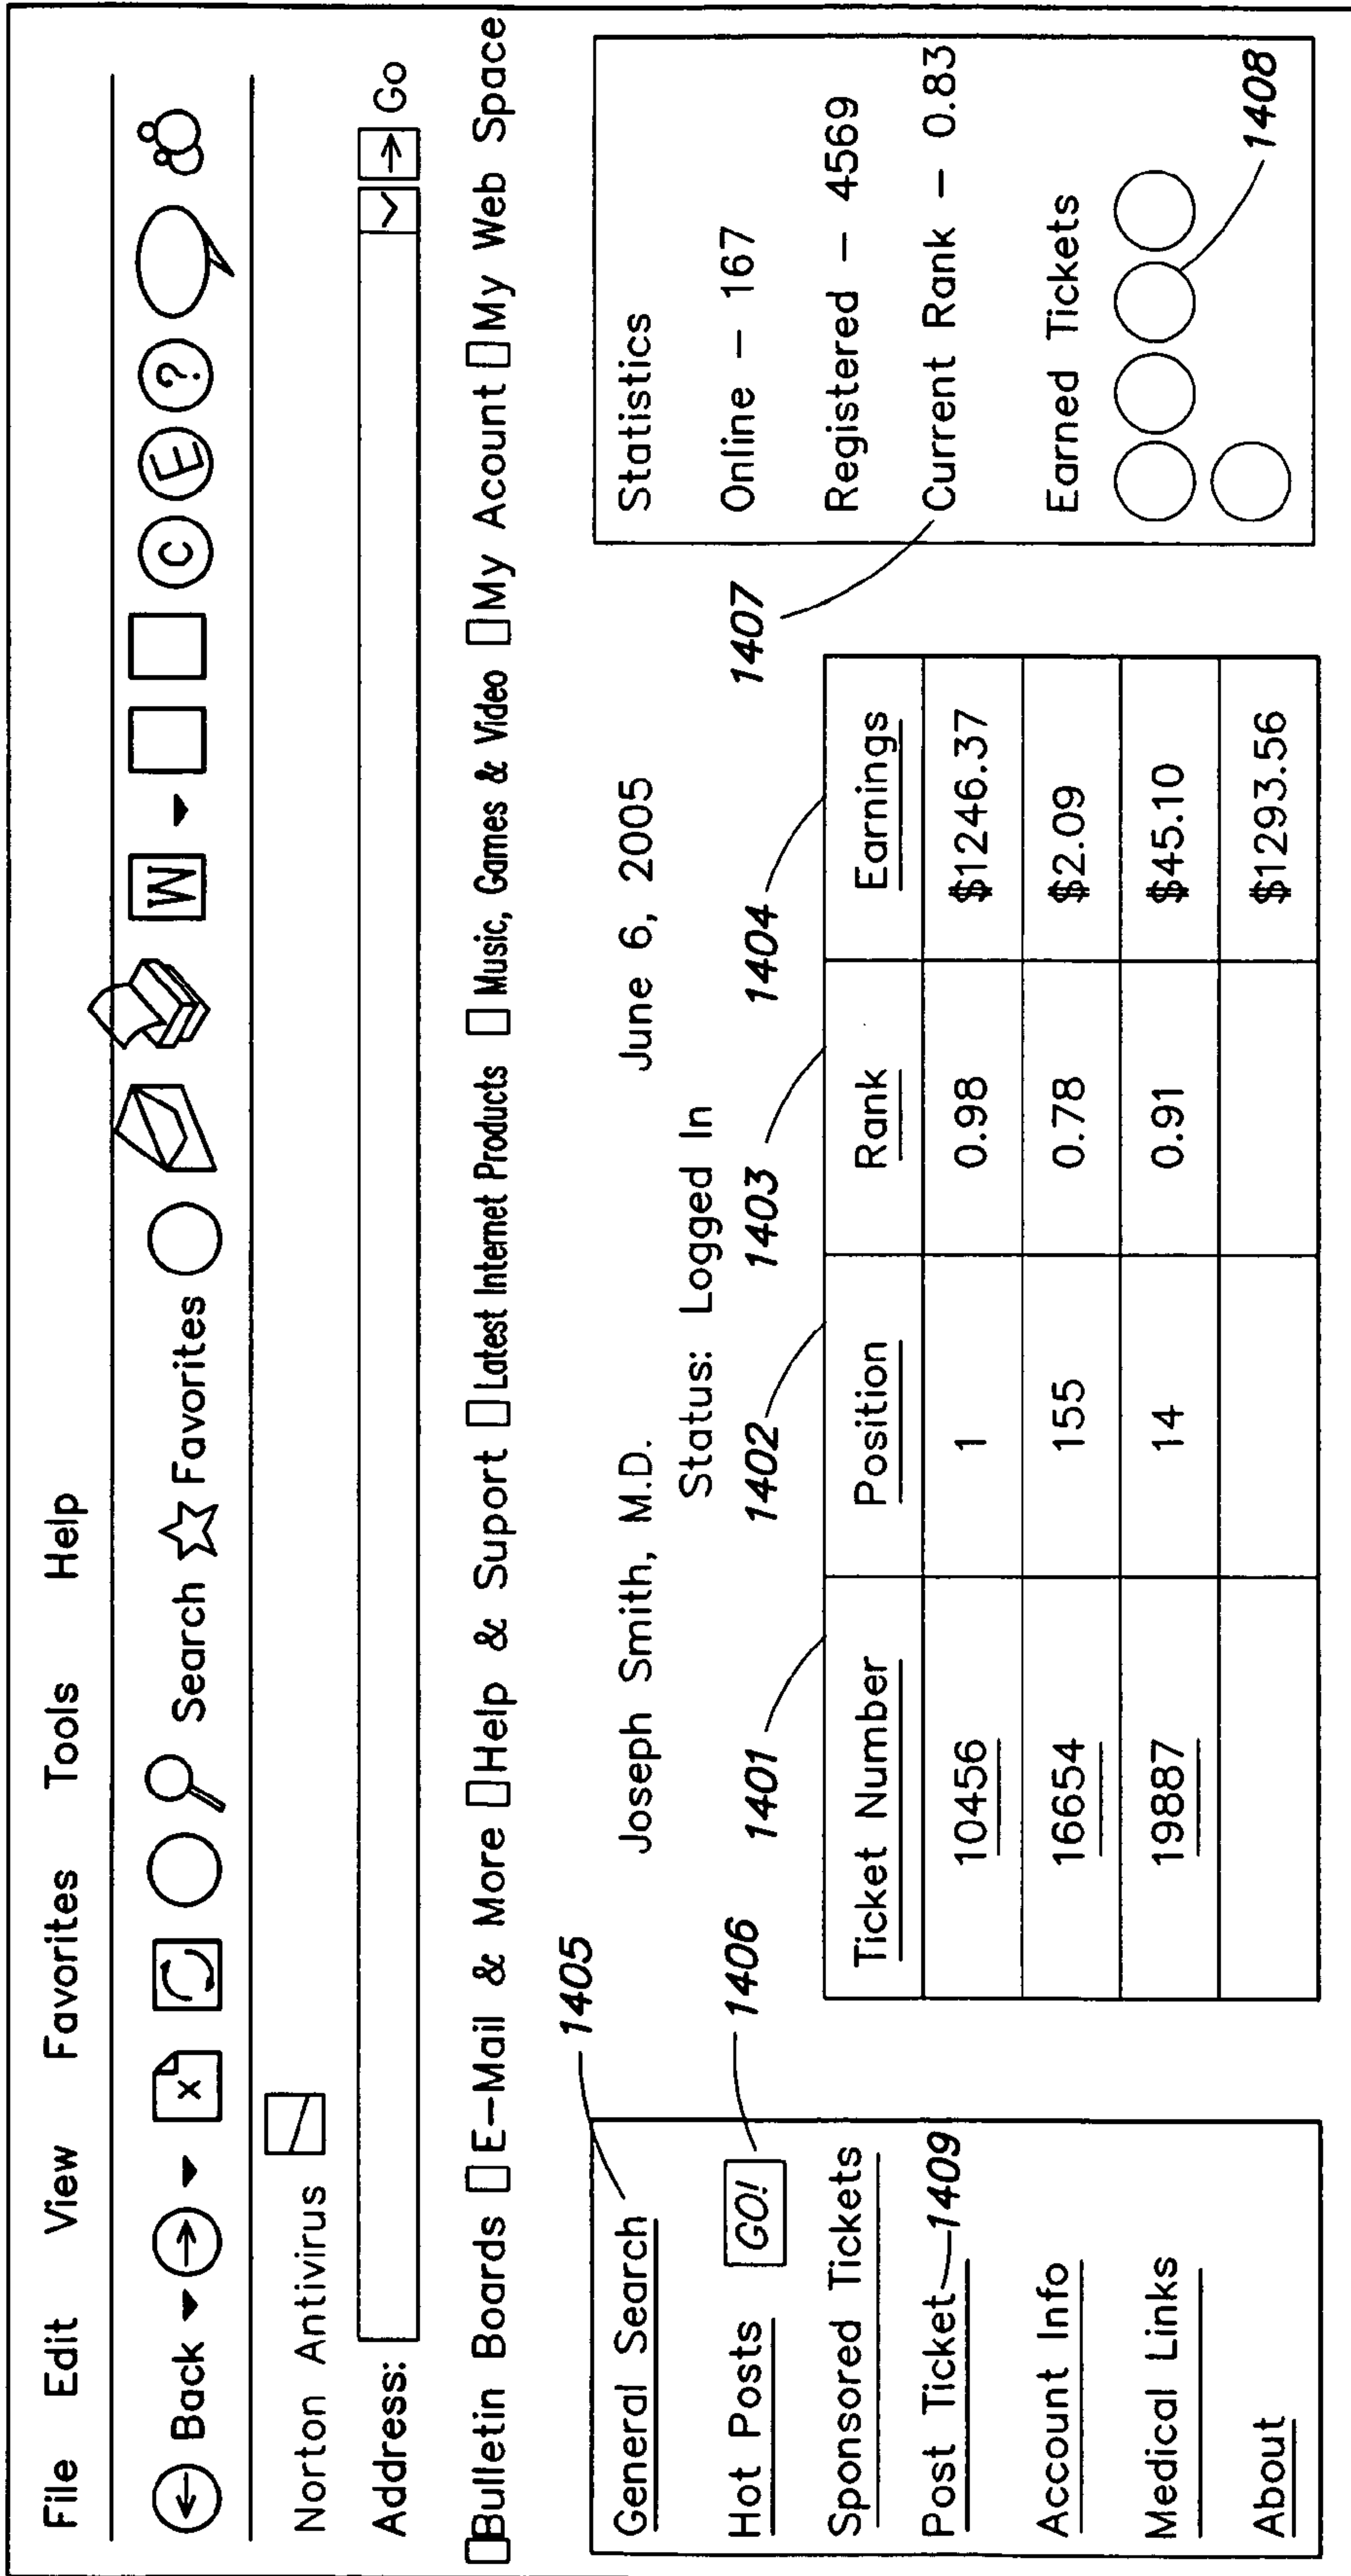 File Edit View Favorites Tools Help
Back Search Favorites W C E ?
Norton Antivirus
Address: Go
Bulletin Boards E-Mail & More Help & Suport Latest Internet Products Music, Games & Video My Acount My Web Space
1405
General Search
Hot Posts GO! 1406
Sponsored Tickets
Post Ticket 1409
Account Info
Medical Links
About
Joseph Smith, M.D. June 6, 2005
Status: Logged In
1401 1402 1403 1404
Ticket Number Position Rank Earnings
10456 1 0.98 $1246.37
16654 155 0.78 $2.09
19887 14 0.91 $45.10
$1293.56
1407
Statistics
Online – 167
Registered – 4569
Current Rank – 0.83
Earned Tickets
1408